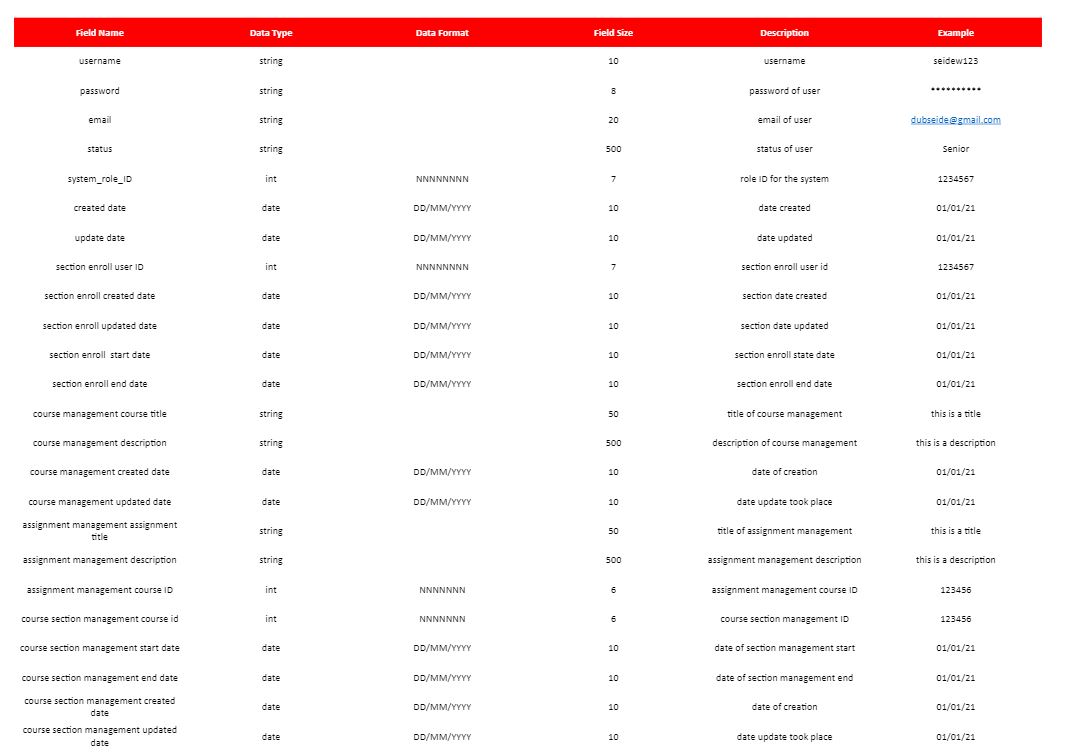 Field Name Data Type Data Format Field Size Description Example
username string 10 username seidew123
password string 8 password of user **********
email string 20 email of user dubseide@gmail.com
status string 500 status of user Senior
system_role_ID int NNNNNNNN 7 role ID for the system 1234567
created date date DD/MM/YYYY 10 date created 01/01/21
update date date DD/MM/YYYY 10 date updated 01/01/21
section enroll user ID int NNNNNNNN 7 section enroll user id 1234567
section enroll created date date DD/MM/YYYY 10 section date created 01/01/21
section enroll updated date date DD/MM/YYYY 10 section date updated 01/01/21
section enroll start date date DD/MM/YYYY 10 section enroll state date 01/01/21
section enroll end date date DD/MM/YYYY 10 section enroll end date 01/01/21
course management course title string 50 title of course management this is a title
course management description string 500 description of course management this is a description
course management created date date DD/MM/YYYY 10 date of creation 01/01/21
course management updated date date DD/MM/YYYY 10 date update took place 01/01/21
assignment management assignment
title string 50 title of assignment management this is a title
assignment management description string 500 assignment management description this is a description
assignment management course ID int NNNNNNN 6 assignment management course ID 123456
course section management course id int NNNNNNN 6 course section management ID 123456
course section management start date date DD/MM/YYYY 10 date of section management start 01/01/21
course section management end date date DD/MM/YYYY 10 date of section management end 01/01/21
course section management created
date date DD/MM/YYYY 10 date of creation 01/01/21
course section management updated
date date DD/MM/YYYY 10 date update took place 01/01/21